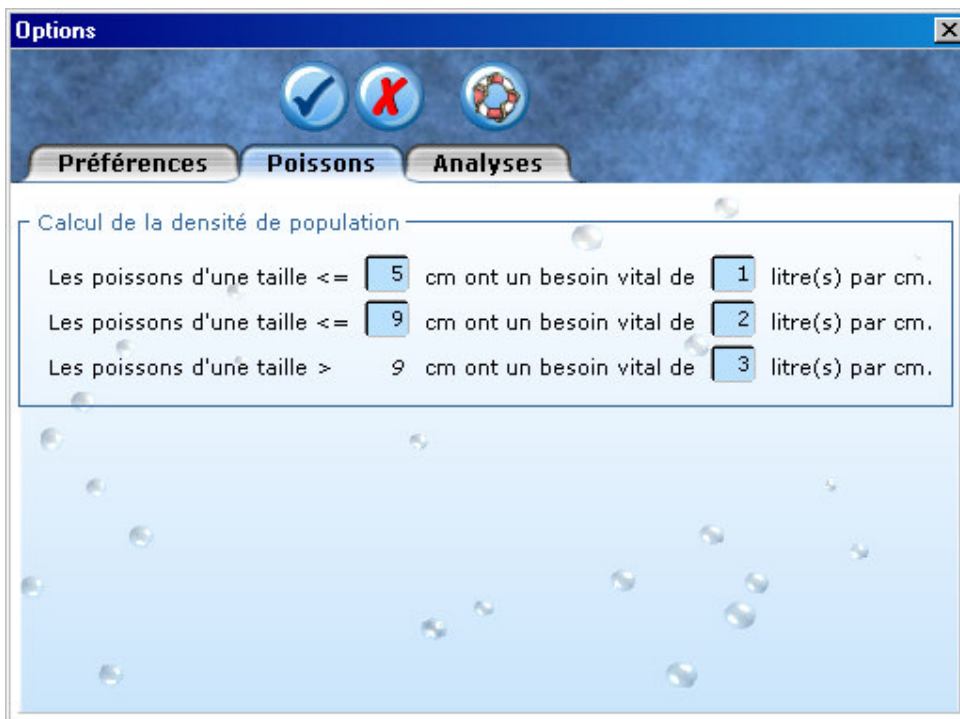 Options
Préférences Poissons Analyses
Calcul de la densité de population
Les poissons d'une taille <= 5 cm ont un besoin vital de 1 litre(s) par cm.
Les poissons d'une taille <= 9 cm ont un besoin vital de 2 litre(s) par cm.
Les poissons d'une taille > 9 cm ont un besoin vital de 3 litre(s) par cm.